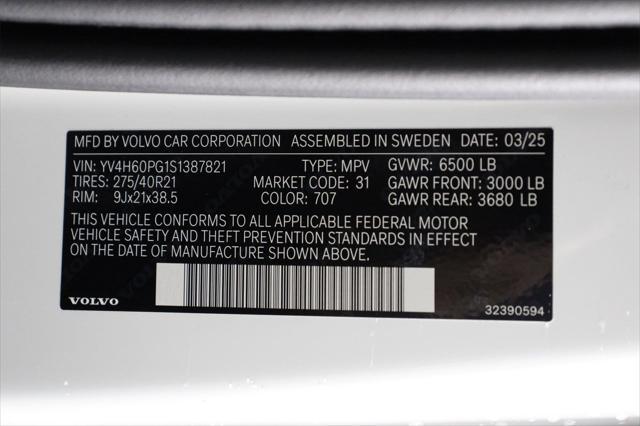 MFD BY VOLVO CAR CORPORATION ASSEMBLED IN SWEDEN DATE: 03/25
VIN: YV4H60PG1S1387821 TYPE: MPV GVWR: 6500 LB
TIRES: 275/40R21 MARKET CODE: 31 GAWR FRONT: 3000 LB
RIM: 9Jx21x38.5 COLOR: 707 GAWR REAR: 3680 LB
THIS VEHICLE CONFORMS TO ALL APPLICABLE FEDERAL MOTOR
VEHICLE SAFETY AND THEFT PREVENTION STANDARDS IN EFFECT
ON THE DATE OF MANUFACTURE SHOWN ABOVE.
VOLVO 32390594